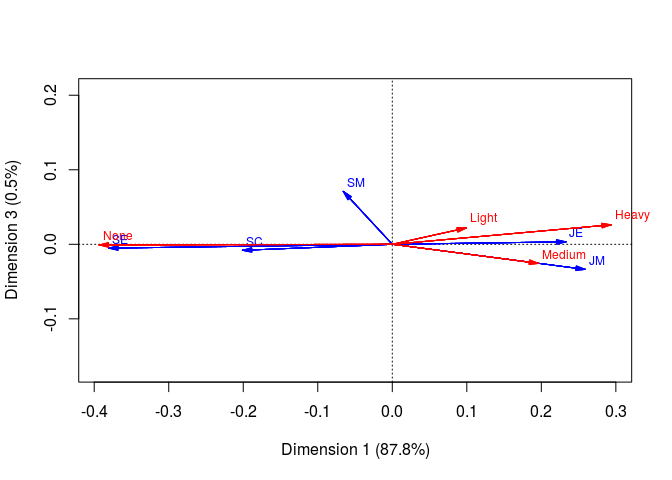 0.2
0.1
0.0
-0.1
Dimension 3 (0.5%)
SM
Light
Heavy
None
SE
SC
JE
Medium
JM
-0.4 -0.3 -0.2 -0.1 0.0 0.1 0.2 0.3
Dimension 1 (87.8%)